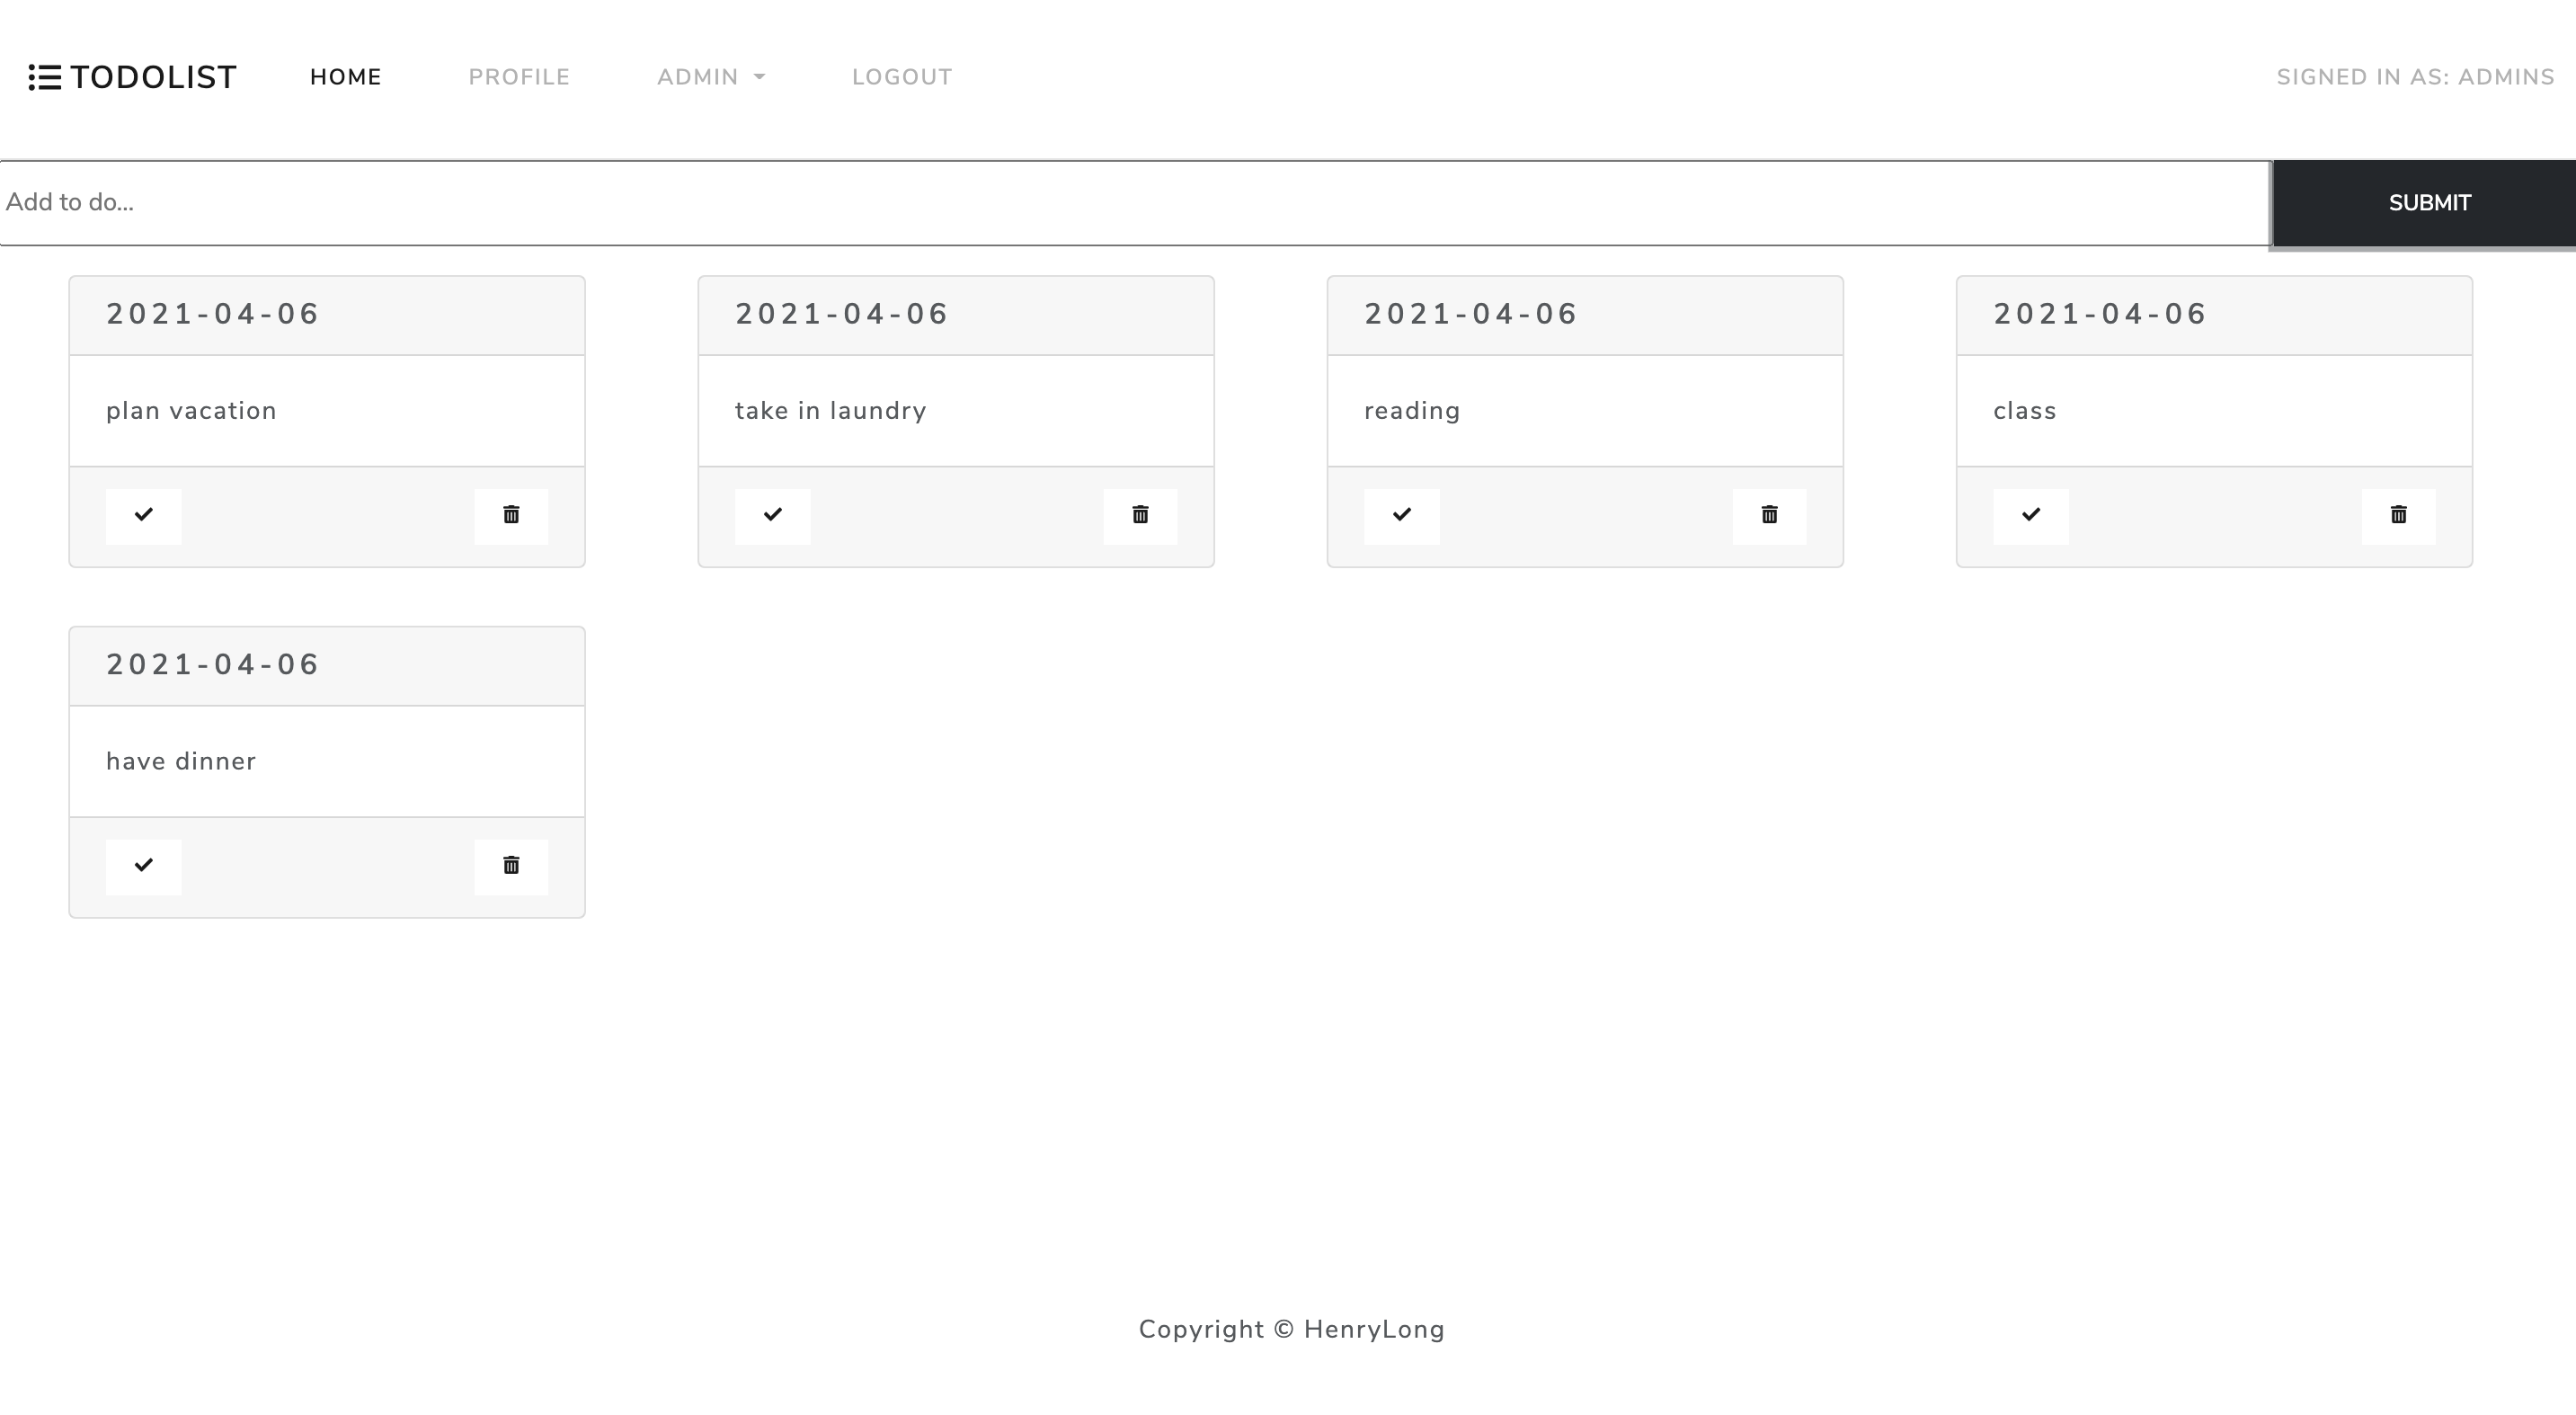 TODOLIST HOME PROFILE ADMIN LOGOUT SIGNED IN AS: ADMINS
Add to do... SUBMIT
2021-04-06 2021-04-06 2021-04-06 2021-04-06
plan vacation take in laundry reading class
2021-04-06
have dinner
Copyright © HenryLong